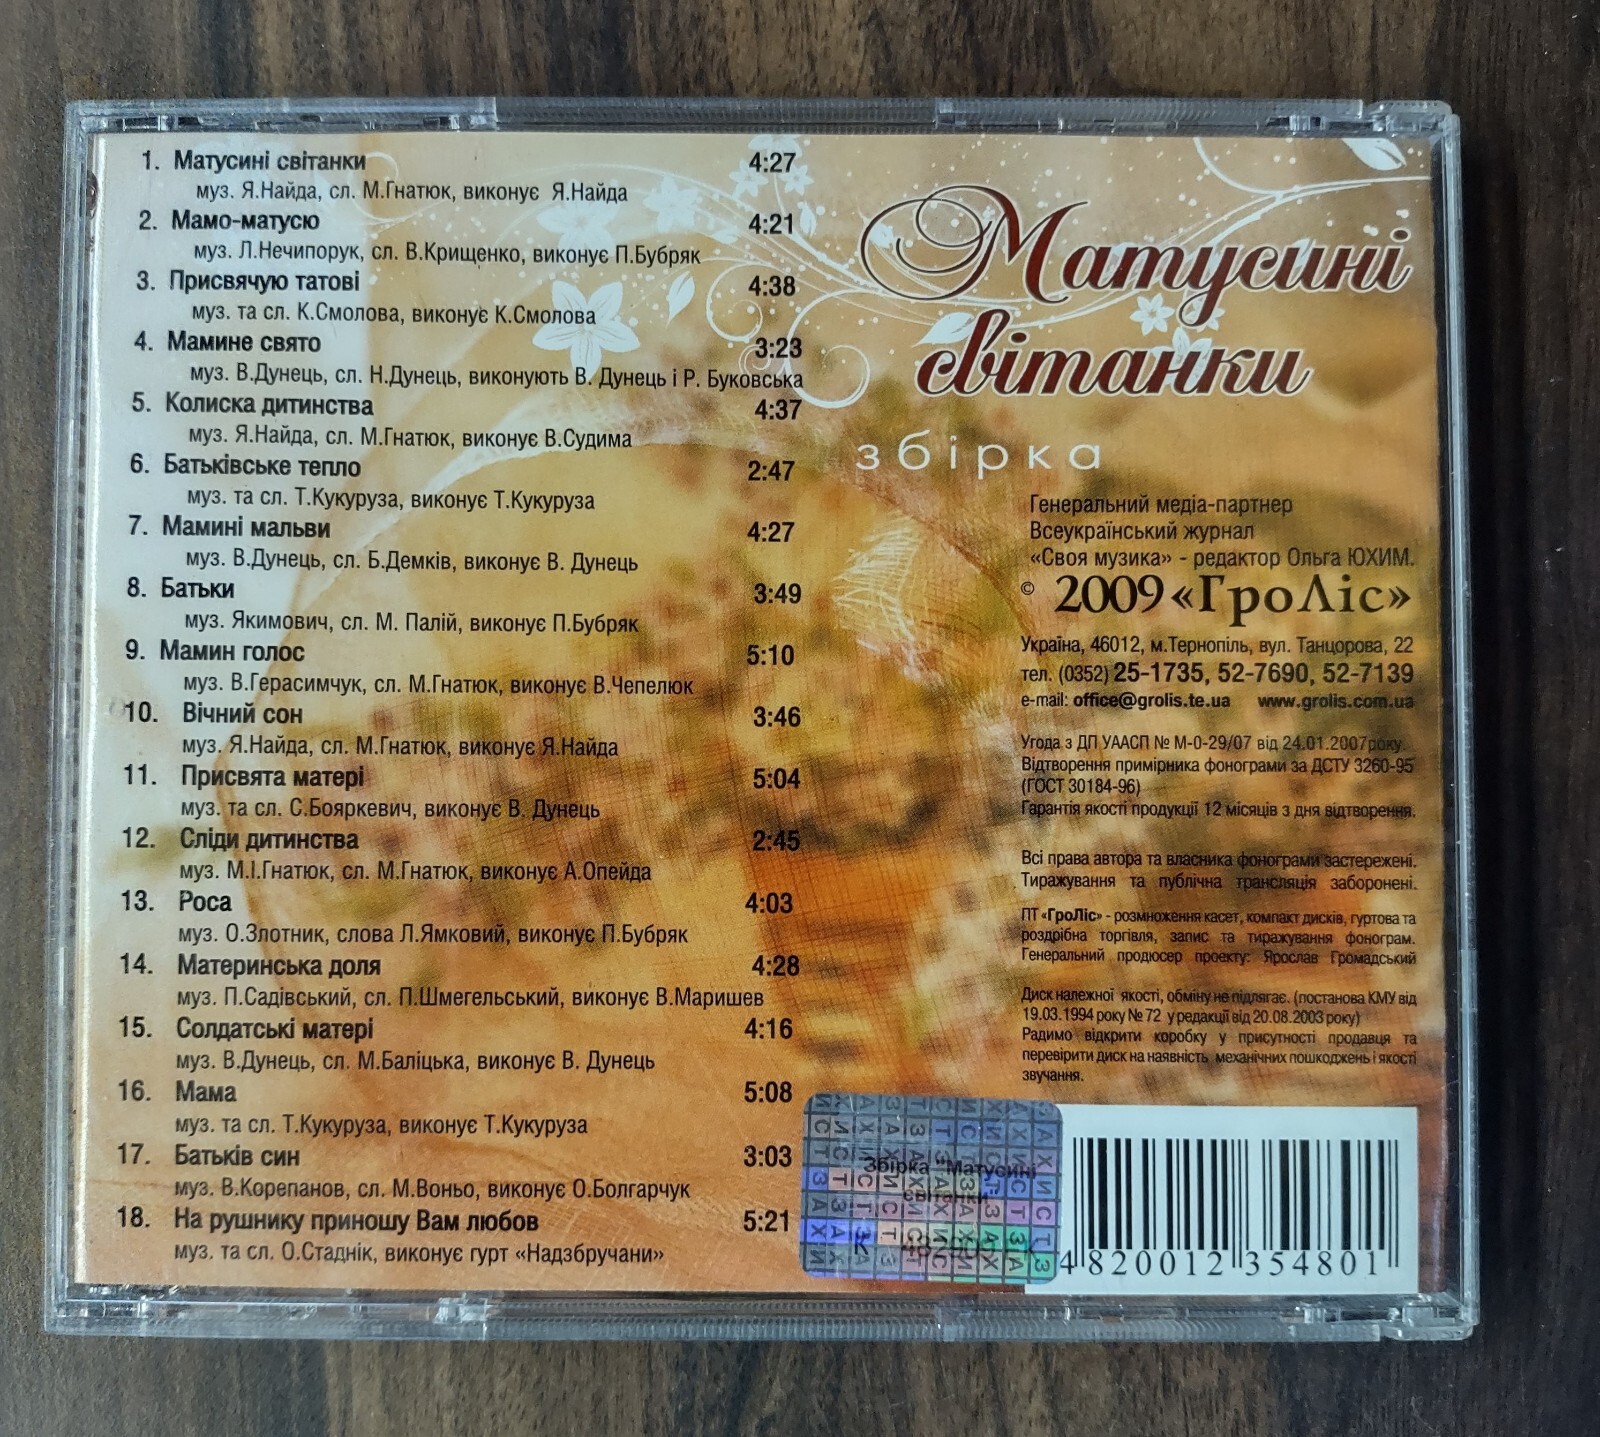 1. Матусині світанки 4:27
муз. Я.Найда, сл. М.Гнатюк, виконує Я.Найда
2. Мамо-матусю 4:21
муз. Л.Нечипорук, сл. В.Крищенко, виконує П.Бубряк
3. Присвячую татові 4:38
муз. та сл. К.Смолова, виконує К.Смолова
4. Мамине свято 3:23
муз. В.Дунець, сл. Н.Дунець, виконують В. Дунець і Р. Буковська
5. Колиска дитинства 4:37
муз. Я.Найда, сл. М.Гнатюк, виконує В.Судима
6. Батьківське тепло 2:47
муз. та сл. Т.Кукуруза, виконує Т.Кукуруза
7. Мамині мальви 4:27
муз. В.Дунець, сл. Б.Демків, виконує В. Дунець
8. Батьки 3:49
муз. Якимович, сл. М. Палій, виконує П.Бубряк
9. Мамин голос 5:10
муз. В.Герасимчук, сл. М.Гнатюк, виконує В.Чепелюк
10. Вічний сон 3:46
муз. Я.Найда, сл. М.Гнатюк, виконує Я.Найда
11. Присвята матері 5:04
муз. та сл. С.Бояркевич, виконує В. Дунець
12. Сліди дитинства 2:45
муз. М.І.Гнатюк, сл. М.Гнатюк, виконує А.Опейда
13. Роса 4:03
муз. О.Злотник, слова Л.Ямковий, виконує П.Бубряк
14. Материнська доля 4:28
муз. П.Садівський, сл. П.Шмегельський, виконує В.Маришев
15. Солдатські матері 4:16
муз. В.Дунець, сл. М.Баліцька, виконує В. Дунець
16. Мама 5:08
муз. та сл. Т.Кукуруза, виконує Т.Кукуруза
17. Батьків син 3:03
муз. В.Корепанов, сл. М.Воньо, виконує О.Болгарчук
18. На рушнику приношу Вам любов 5:21
муз. та сл. О.Стаднік, виконує гурт «Надзбручани»
Матусині
світанки
збірка
Генеральний медіа-партнер
Всеукраїнський журнал
«Своя музика» - редактор Ольга ЮХИМ.
© 2009 «ГроЛіс»
Україна, 46012, м.Тернопіль, вул. Танцорова, 22
тел. (0352) 25-1735, 52-7690, 52-7139
e-mail: office@grolis.te.ua www.grolis.com.ua
Угода з ДП УААСП № М-0-29/07 від 24.01.2007року.
Відтворення примірника фонограми за ДСТУ 3260-95
(ГОСТ 30184-96)
Гарантія якості продукції 12 місяців з дня відтворення.
Всі права автора та власника фонограми застережені.
Тиражування та публічна трансляція заборонені.
ПТ «ГроЛіс» - розмноження касет, компакт дисків, гуртова та
роздрібна торгівля, запис та тиражування фонограм.
Генеральний продюсер проекту: Ярослав Громадський
Диск належної якості, обміну не підлягає. (постанова КМУ від
19.03.1994 року № 72 у редакції від 20.08.2003 року)
Радимо відкрити коробку у присутності продавця та
перевірити диск на наявність механічних пошкоджень і якості
звучання.
Збірка "Матусині
світанки"
4820012354801